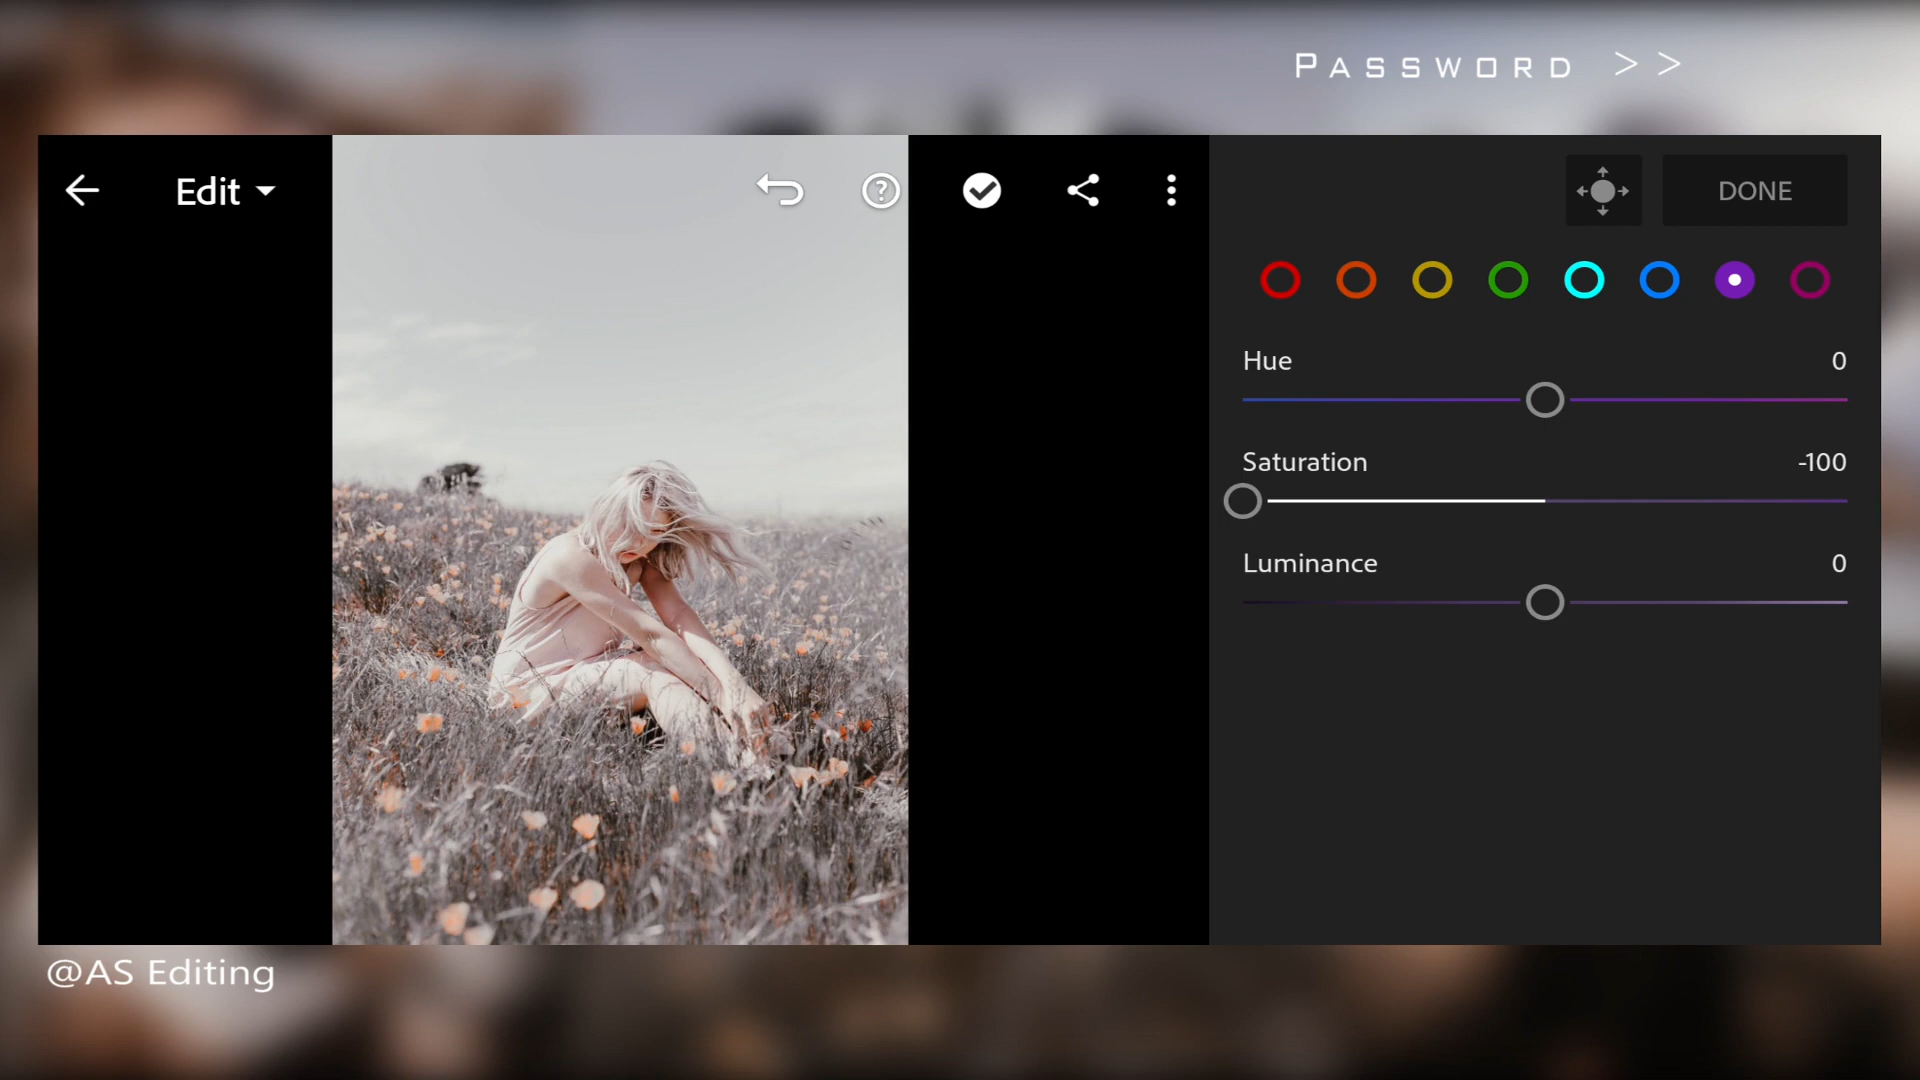 PASSWORD >>
Edit
DONE
Hue 0
Saturation -100
Luminance 0
@AS Editing